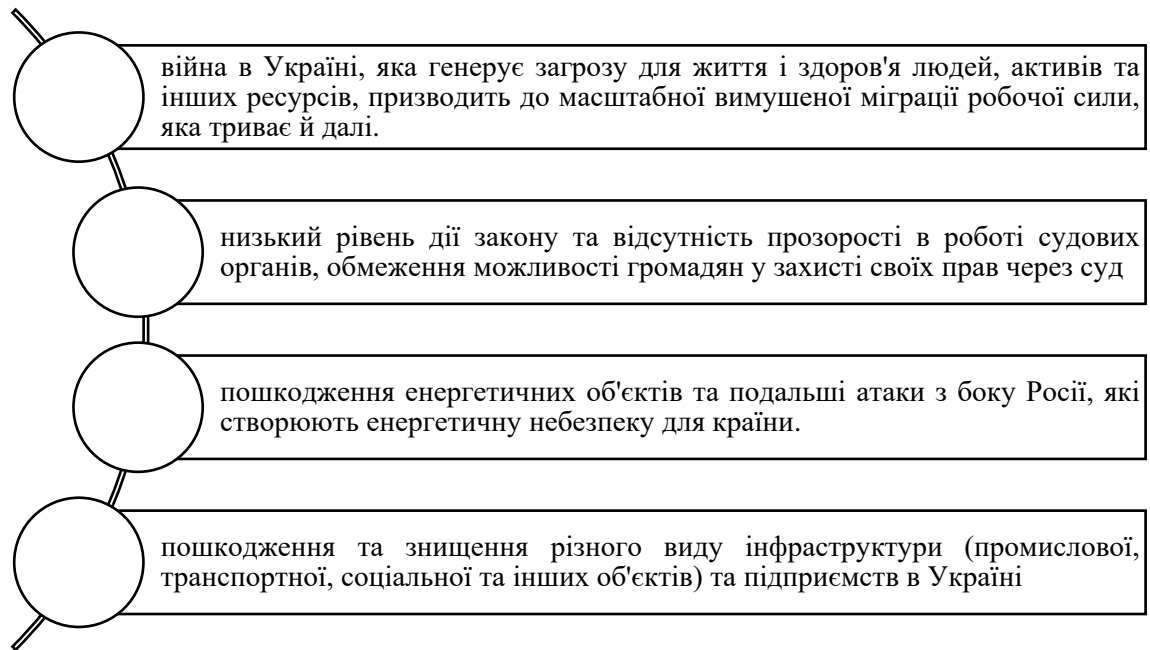 війна в Україні, яка генерує загрозу для життя і здоров'я людей, активів та
інших ресурсів, призводить до масштабної вимушеної міграції робочої сили,
яка триває й далі.
низький рівень дії закону та відсутність прозорості в роботі судових
органів, обмеження можливості громадян у захисті своїх прав через суд
пошкодження енергетичних об'єктів та подальші атаки з боку Росії, які
створюють енергетичну небезпеку для країни.
пошкодження та знищення різного виду інфраструктури (промислової,
транспортної, соціальної та інших об'єктів) та підприємств в Україні